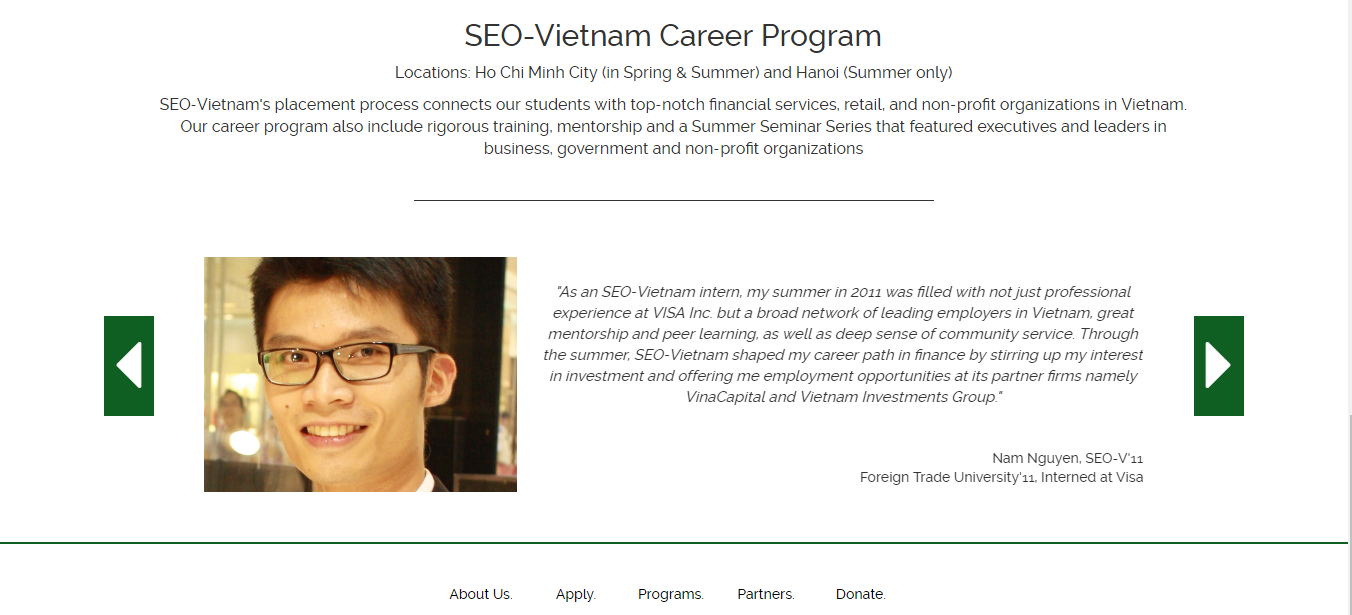 SEO-Vietnam Career Program
Locations: Ho Chi Minh City (in Spring & Summer) and Hanoi (Summer only)
SEO-Vietnam's placement process connects our students with top-notch financial services, retail, and non-profit organizations in Vietnam.
Our career program also include rigorous training, mentorship and a Summer Seminar Series that featured executives and leaders in
business, government and non-profit organizations
"As an SEO-Vietnam intern, my summer in 2011 was filled with not just professional
experience at VISA Inc. but a broad network of leading employers in Vietnam, great
mentorship and peer learning, as well as deep sense of community service. Through
the summer, SEO-Vietnam shaped my career path in finance by stirring up my interest
in investment and offering me employment opportunities at its partner firms namely
VinaCapital and Vietnam Investments Group."
Nam Nguyen, SEO-V'11
Foreign Trade University'11, Interned at Visa
About Us. Apply. Programs. Partners. Donate.